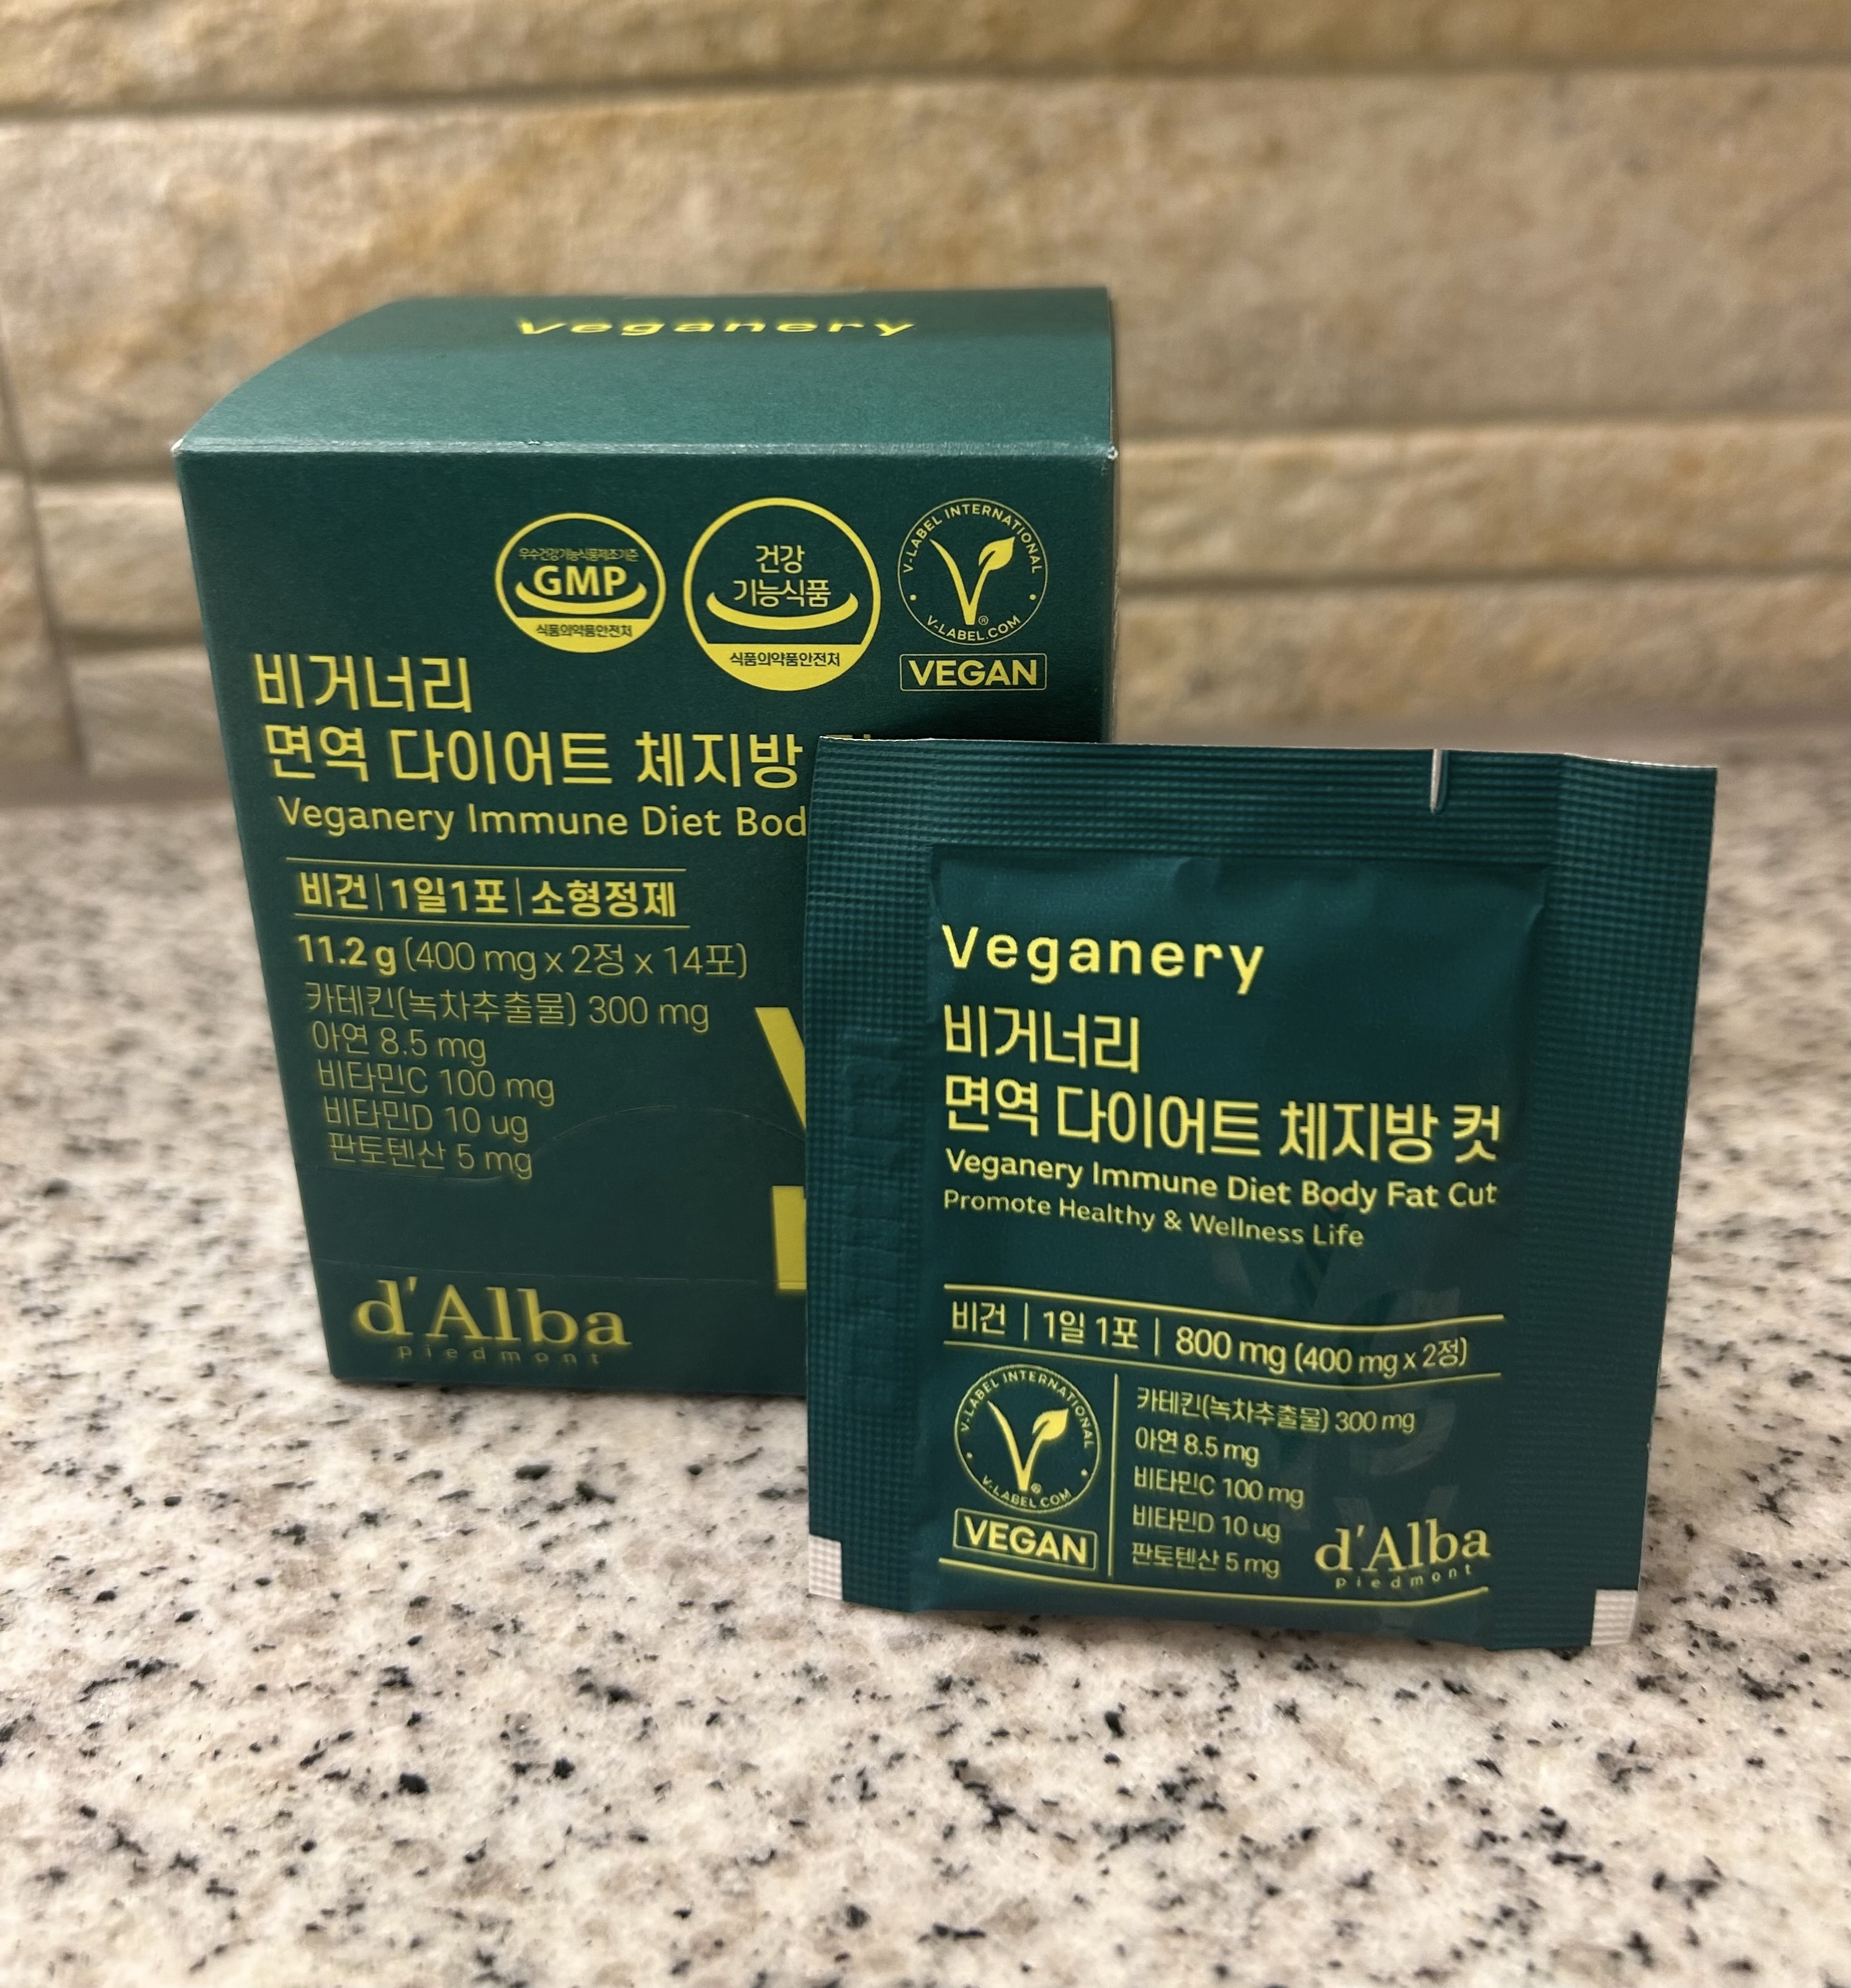 Veganery
우수건강기능식품제조기준
GMP
식품의약품안전처
건강
기능식품
식품의약품안전처
V-LABEL INTERNATIONAL
V-LABEL.COM
VEGAN
비거너리
면역 다이어트 체지방
Veganery Immune Diet Bod
비건|1일1포|소형정제
11.2 g (400 mg x 2정 x 14포)
카테킨(녹차추출물) 300 mg
아연 8.5 mg
비타민C 100 mg
비타민D 10 ug
판토텐산 5 mg
d'Alba
piedmont
Veganery
비거너리
면역 다이어트 체지방 컷
Veganery Immune Diet Body Fat Cut
Promote Healthy & Wellness Life
비건 | 1일 1포 | 800 mg (400 mg x 2정)
V-LABEL INTERNATIONAL
V-LABEL.COM
VEGAN
카테킨(녹차추출물) 300 mg
아연 8.5 mg
비타민C 100 mg
비타민D 10 ug
판토텐산 5 mg
d'Alba
piedmont